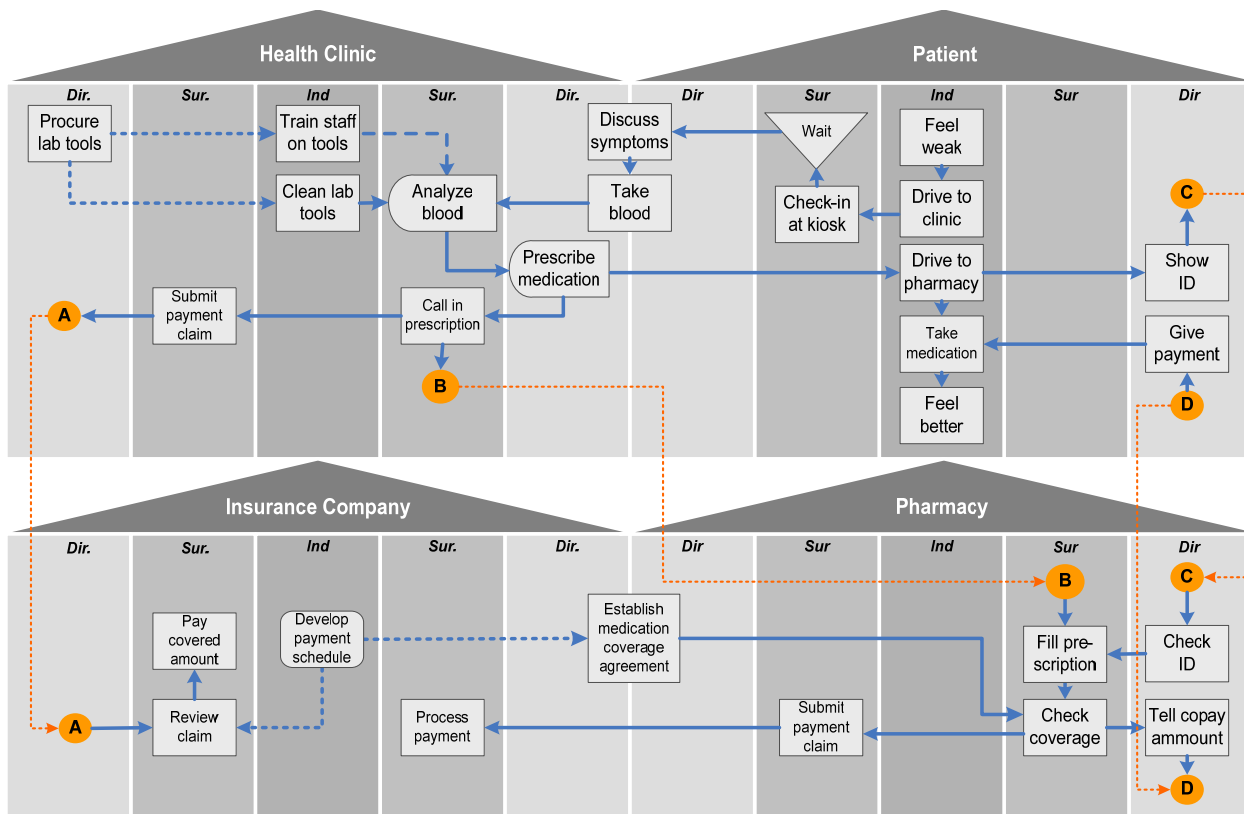 Health Clinic
Patient
Dir.
Sur.
Ind
Sur.
Dir.
Dir
Sur
Ind
Sur
Dir
Procure
lab tools
Train staff
on tools
Discuss
symptoms
Wait
Feel
weak
Clean lab
tools
Analyze
blood
Take
blood
Check-in
at kiosk
Drive to
clinic
C
Prescribe
medication
Drive to
pharmacy
Show
ID
A
Submit
payment
claim
Call in
prescription
Take
medication
Give
payment
B
Feel
better
D
Insurance Company
Pharmacy
Dir.
Sur.
Ind
Sur.
Dir.
Dir
Sur
Ind
Sur
Dir
B
C
Pay
covered
amount
Develop
payment
schedule
Establish
medication
coverage
agreement
Fill pre-
scription
Check
ID
A
Review
claim
Process
payment
Submit
payment
claim
Check
coverage
Tell copay
ammount
D